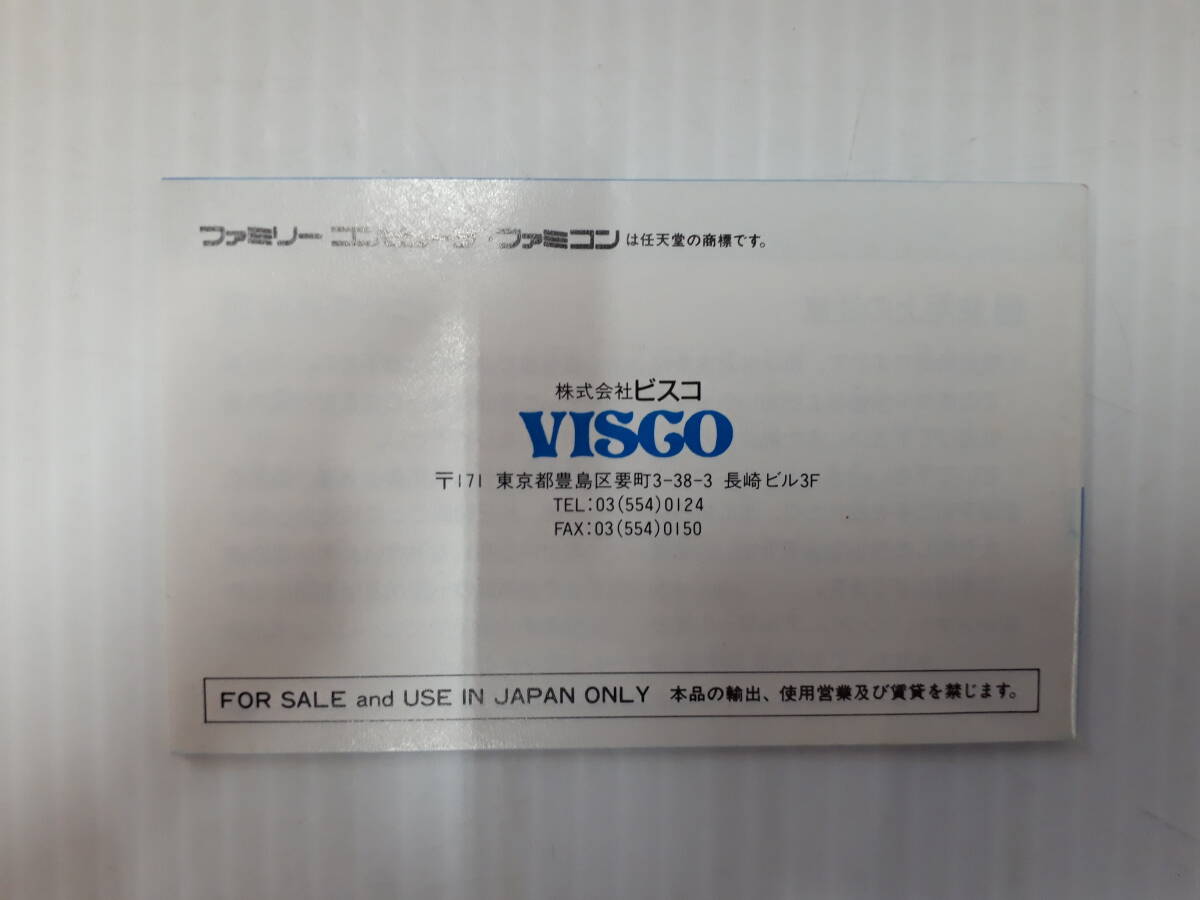 ファミリー コンピュータ・ファミコンは任天堂の商標です。
株式会社ビスコ
VISCO
〒171 東京都豊島区要町3-38-3 長崎ビル3F
TEL:03(554)0124
FAX:03(554)0150
FOR SALE and USE IN JAPAN ONLY 本品の輸出、使用営業及び賃貸を禁じます。